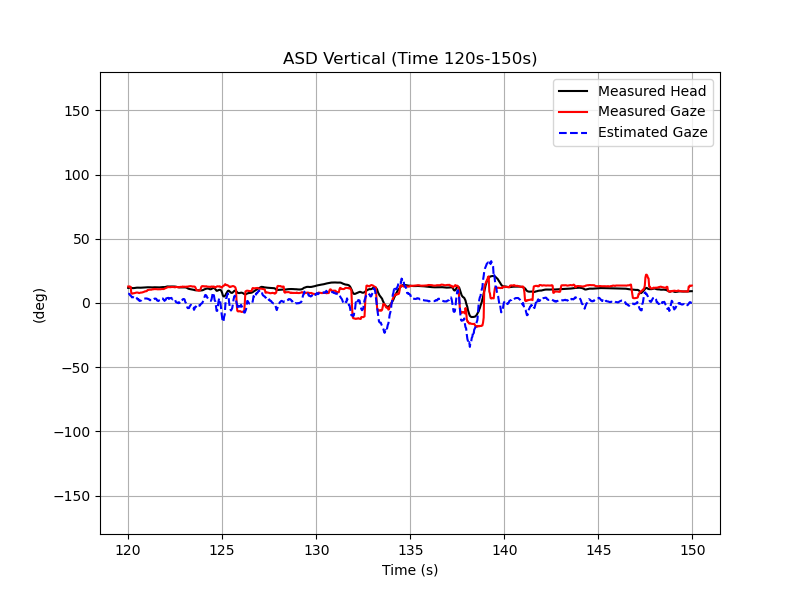 ASD Vertical (Time 120s-150s)
Measured Head
Measured Gaze
Estimated Gaze
150
100
50
0
−50
−100
−150
(deg)
120 125 130 135 140 145 150
Time (s)